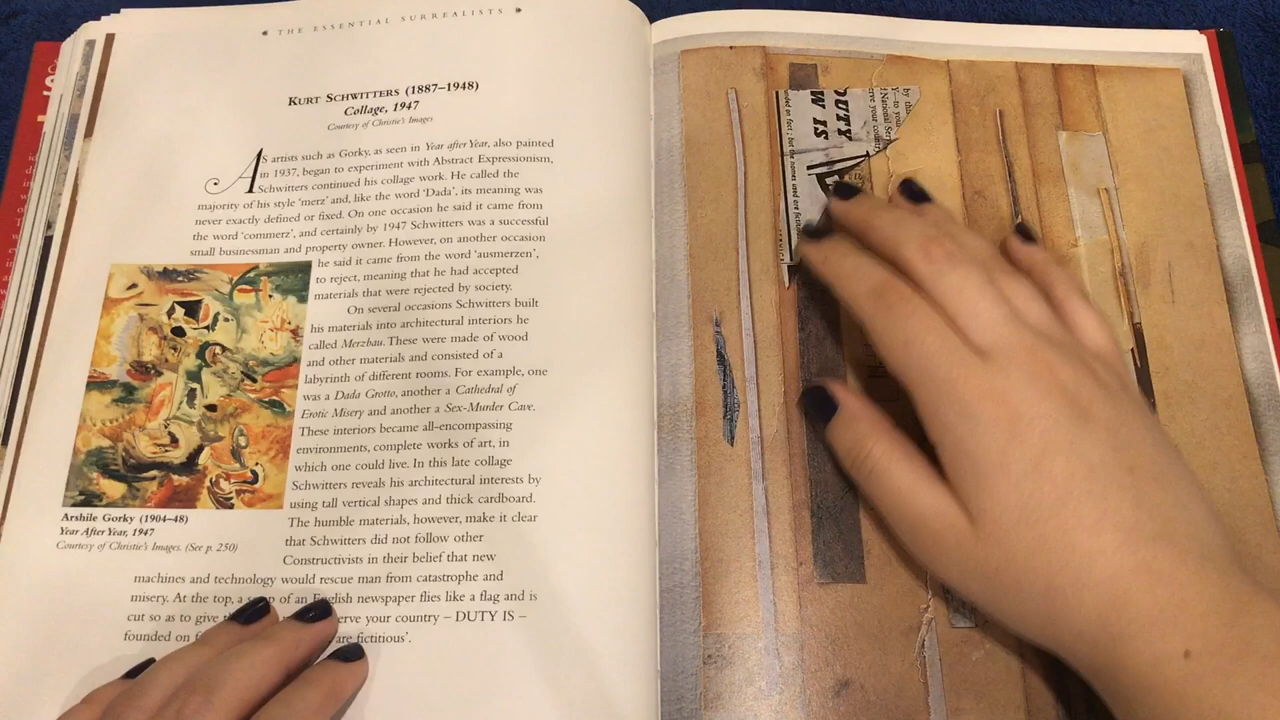 THE ESSENTIAL SURREALISTS
KURT SCHWITTERS (1887–1948)
Collage, 1947
Courtesy of Christie's Images
AS artists such as Gorky, as seen in Year after Year, also painted
in 1937, began to experiment with Abstract Expressionism,
Schwitters continued his collage work. He called the
majority of his style 'merz' and, like the word 'Dada', its meaning was
never exactly defined or fixed. On one occasion he said it came from
the word 'commerz', and certainly by 1947 Schwitters was a successful
small businessman and property owner. However, on another occasion
he said it came from the word 'ausmerzen',
to reject, meaning that he had accepted
materials that were rejected by society.
On several occasions Schwitters built
his materials into architectural interiors he
called Merzbau. These were made of wood
and other materials and consisted of a
labyrinth of different rooms. For example, one
was a Dada Grotto, another a Cathedral of
Erotic Misery and another a Sex-Murder Cave.
These interiors became all-encompassing
environments, complete works of art, in
which one could live. In this late collage
Schwitters reveals his architectural interests by
using tall vertical shapes and thick cardboard.
The humble materials, however, make it clear
that Schwitters did not follow other
Constructivists in their belief that new
machines and technology would rescue man from catastrophe and
misery. At the top, a of an English newspaper flies like a flag and is
cut so as to give serve your country – DUTY IS –
founded on are fictitious'.
Arshile Gorky (1904–48)
Year After Year, 1947
Courtesy of Christie's Images. (See p. 250)
by this
National Ser
erve your country
DUTY
W IS
ded on fact; but the names used are fictitio